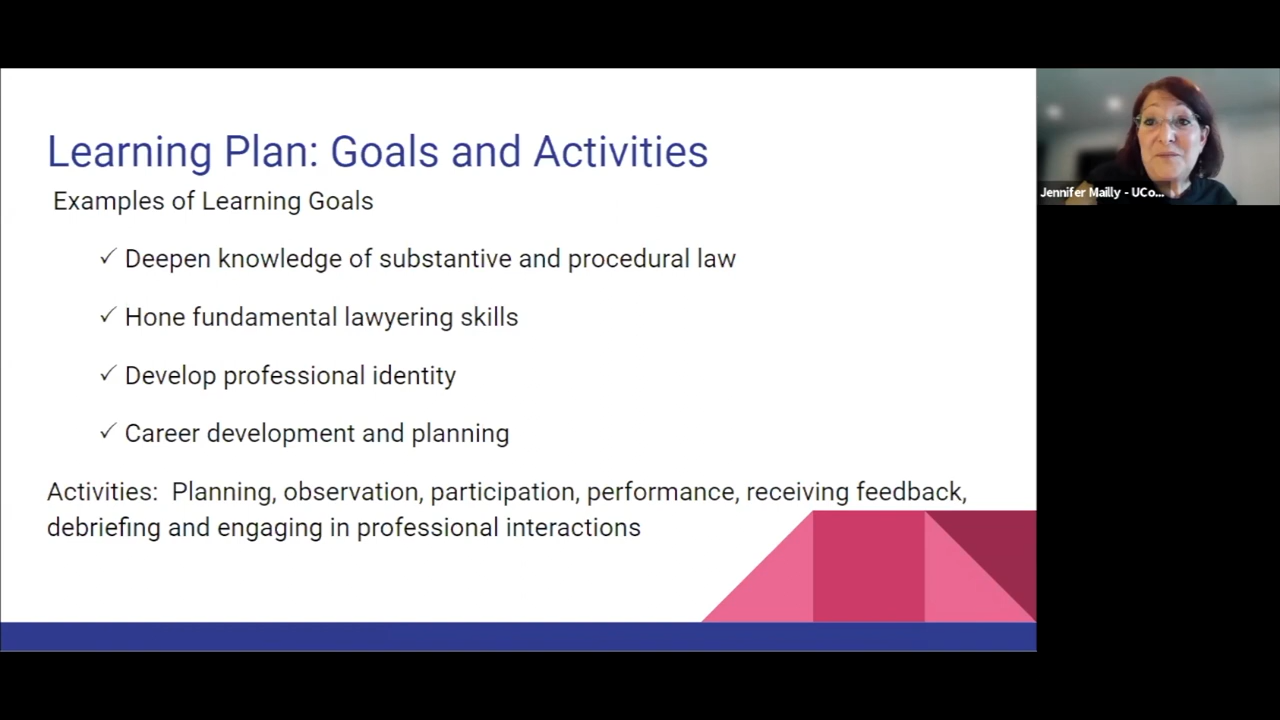 Learning Plan: Goals and Activities
Examples of Learning Goals
✓ Deepen knowledge of substantive and procedural law
✓ Hone fundamental lawyering skills
✓ Develop professional identity
✓ Career development and planning
Activities:  Planning, observation, participation, performance, receiving feedback,
debriefing and engaging in professional interactions
Jennifer Mailly - UCo...